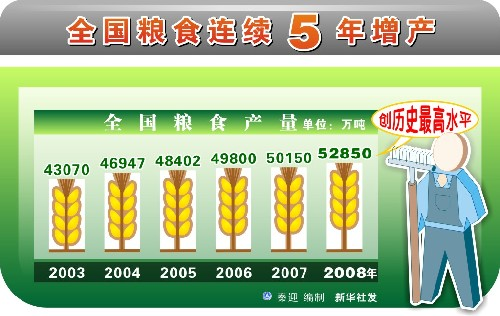 全国粮食连续5年增产
全国粮食产量 单位:万吨
创历史最高水平
43070 46947 48402 49800 50150 52850
2003 2004 2005 2006 2007 2008年
秦迎 编制 新华社发